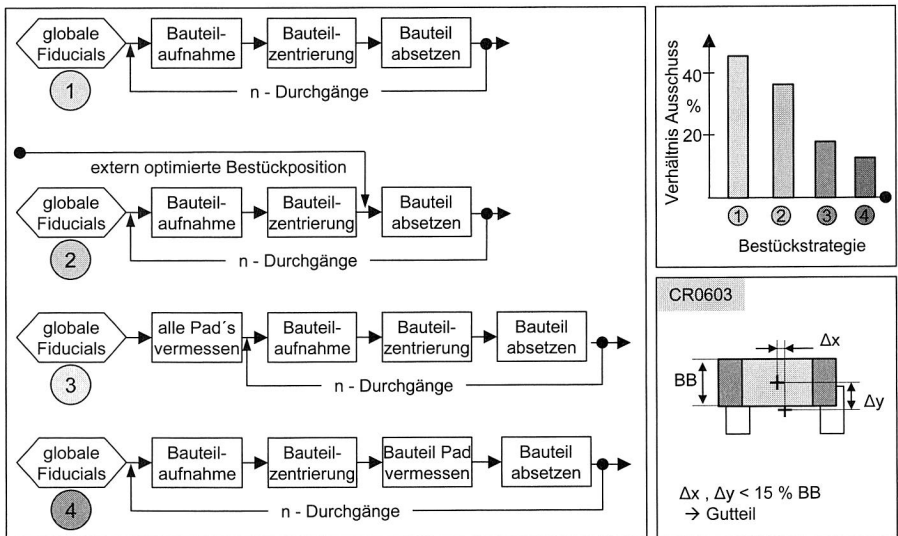 globale
Fiducials
Bauteil-
aufnahme
Bauteil-
zentrierung
Bauteil
absetzen
1
n - Durchgänge
extern optimierte Bestückposition
globale
Fiducials
Bauteil-
aufnahme
Bauteil-
zentrierung
Bauteil
absetzen
2
n - Durchgänge
globale
Fiducials
alle Pad´s
vermessen
Bauteil-
aufnahme
Bauteil-
zentrierung
Bauteil
absetzen
3
n - Durchgänge
globale
Fiducials
Bauteil-
aufnahme
Bauteil-
zentrierung
Bauteil Pad
vermessen
Bauteil
absetzen
4
n - Durchgänge
Verhältnis Ausschuss
40
%
20
1 2 3 4
Bestückstrategie
CR0603
Δx
BB
Δy
Δx , Δy < 15 % BB
→ Gutteil